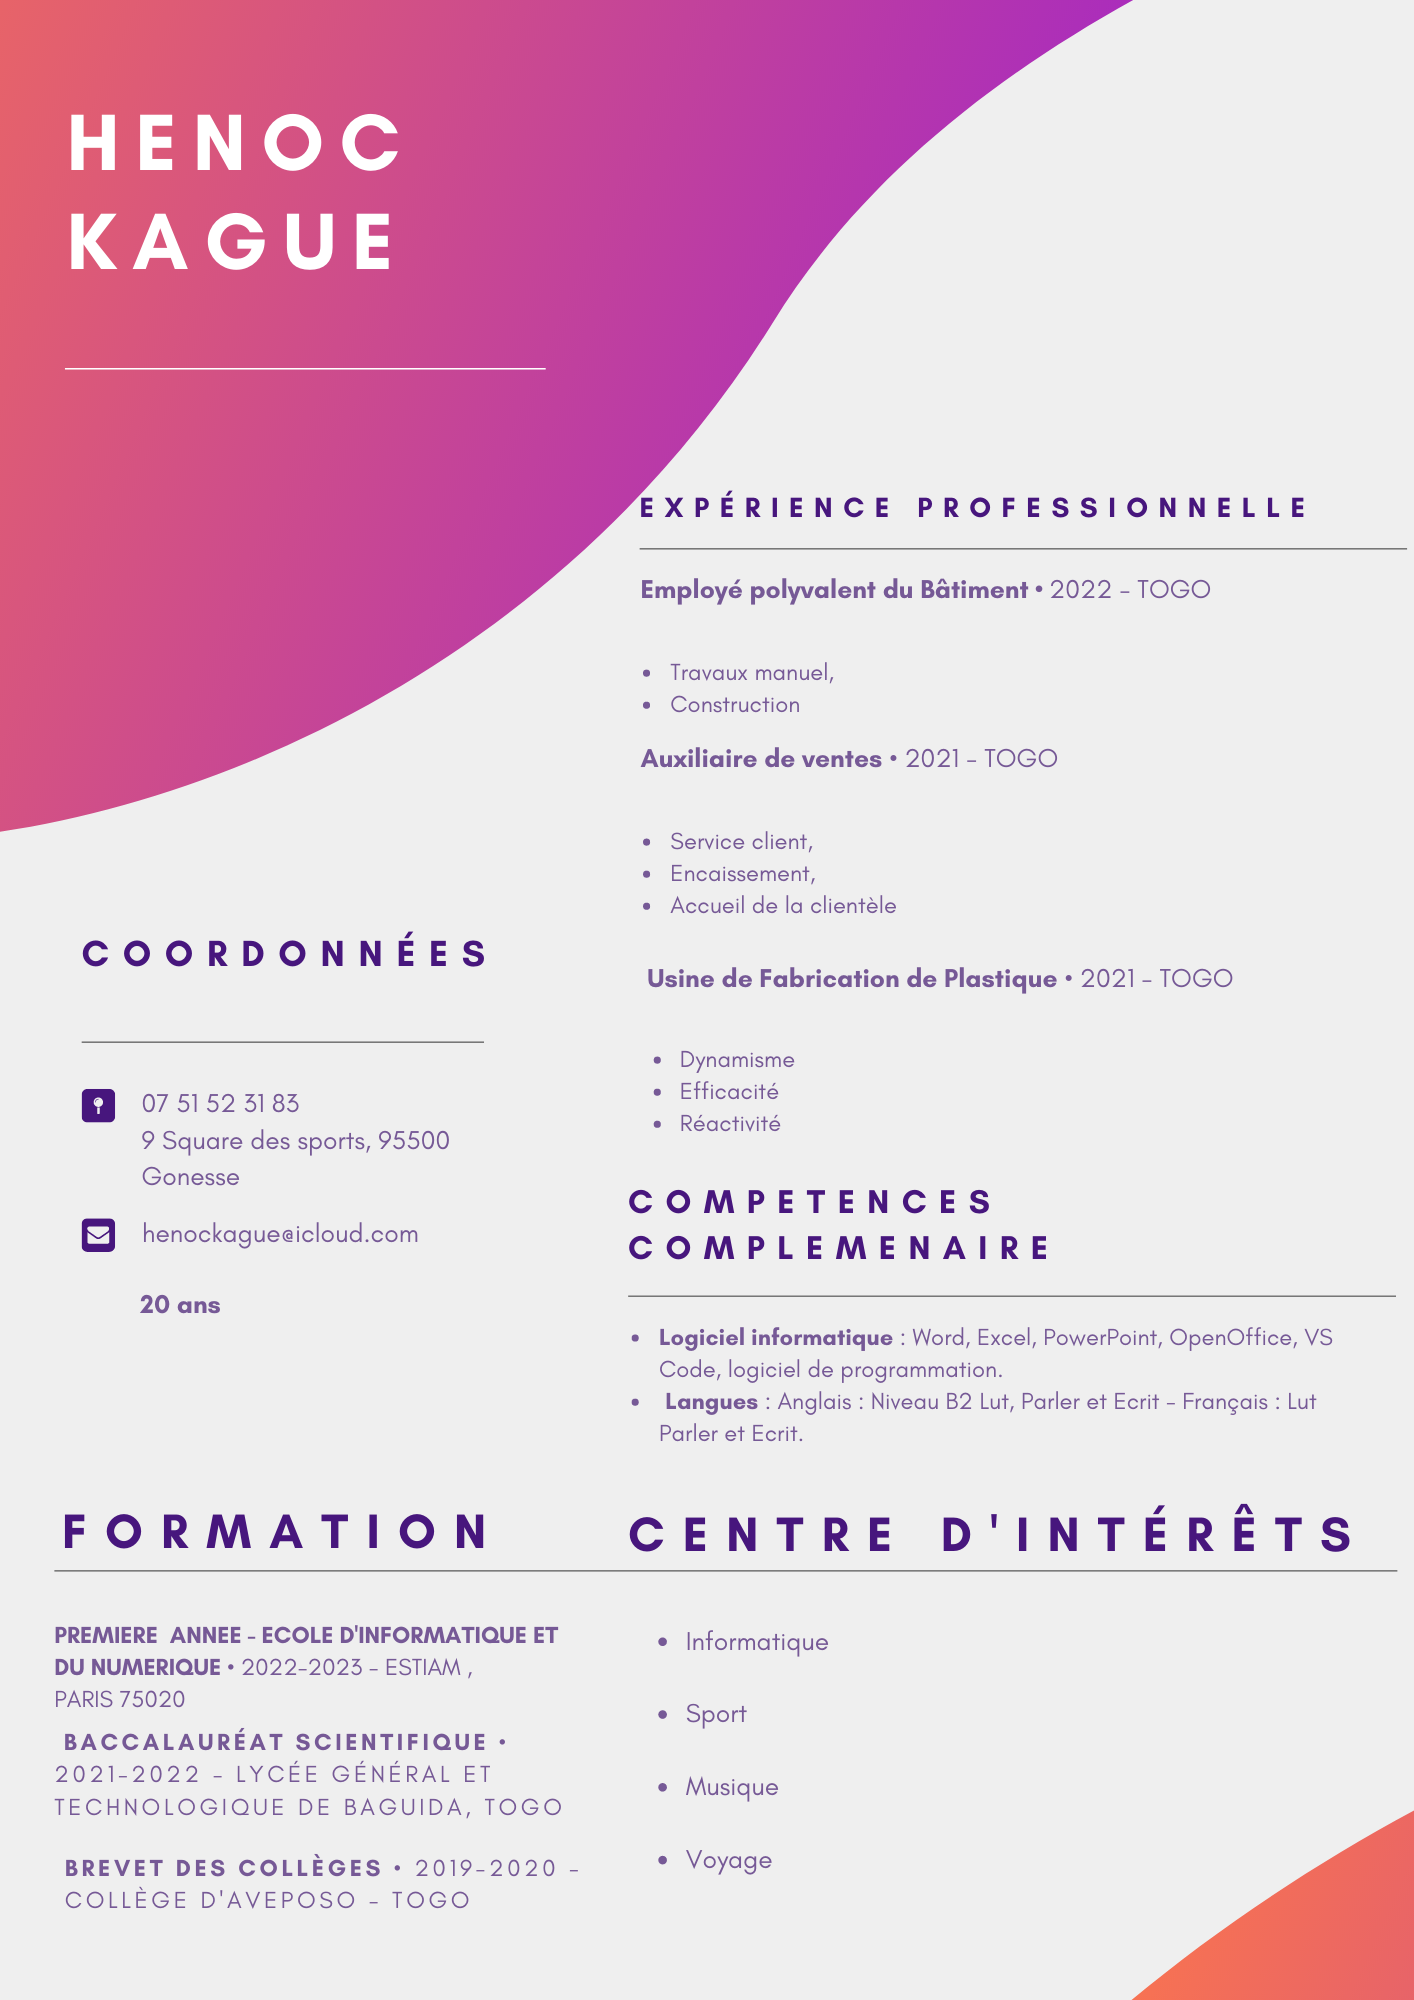 HENOC
KAGUE
EXPÉRIENCE PROFESSIONNELLE
Employé polyvalent du Bâtiment • 2022 - TOGO
• Travaux manuel,
• Construction
Auxiliaire de ventes • 2021 - TOGO
• Service client,
• Encaissement,
• Accueil de la clientèle
Usine de Fabrication de Plastique • 2021 - TOGO
• Dynamisme
• Efficacité
• Réactivité
COORDONNÉES
07 51 52 31 83
9 Square des sports, 95500
Gonesse
henockague@icloud.com
20 ans
COMPETENCES
COMPLEMENAIRE
• Logiciel informatique : Word, Excel, PowerPoint, OpenOffice, VS
Code, logiciel de programmation.
• Langues : Anglais : Niveau B2 Lut, Parler et Ecrit - Français : Lut
Parler et Ecrit.
FORMATION
PREMIERE ANNEE - ECOLE D'INFORMATIQUE ET
DU NUMERIQUE • 2022-2023 - ESTIAM ,
PARIS 75020
BACCALAURÉAT SCIENTIFIQUE •
2021-2022 - LYCÉE GÉNÉRAL ET
TECHNOLOGIQUE DE BAGUIDA, TOGO
BREVET DES COLLÈGES • 2019-2020 -
COLLÈGE D'AVEPOSO - TOGO
CENTRE D'INTÉRÊTS
• Informatique
• Sport
• Musique
• Voyage